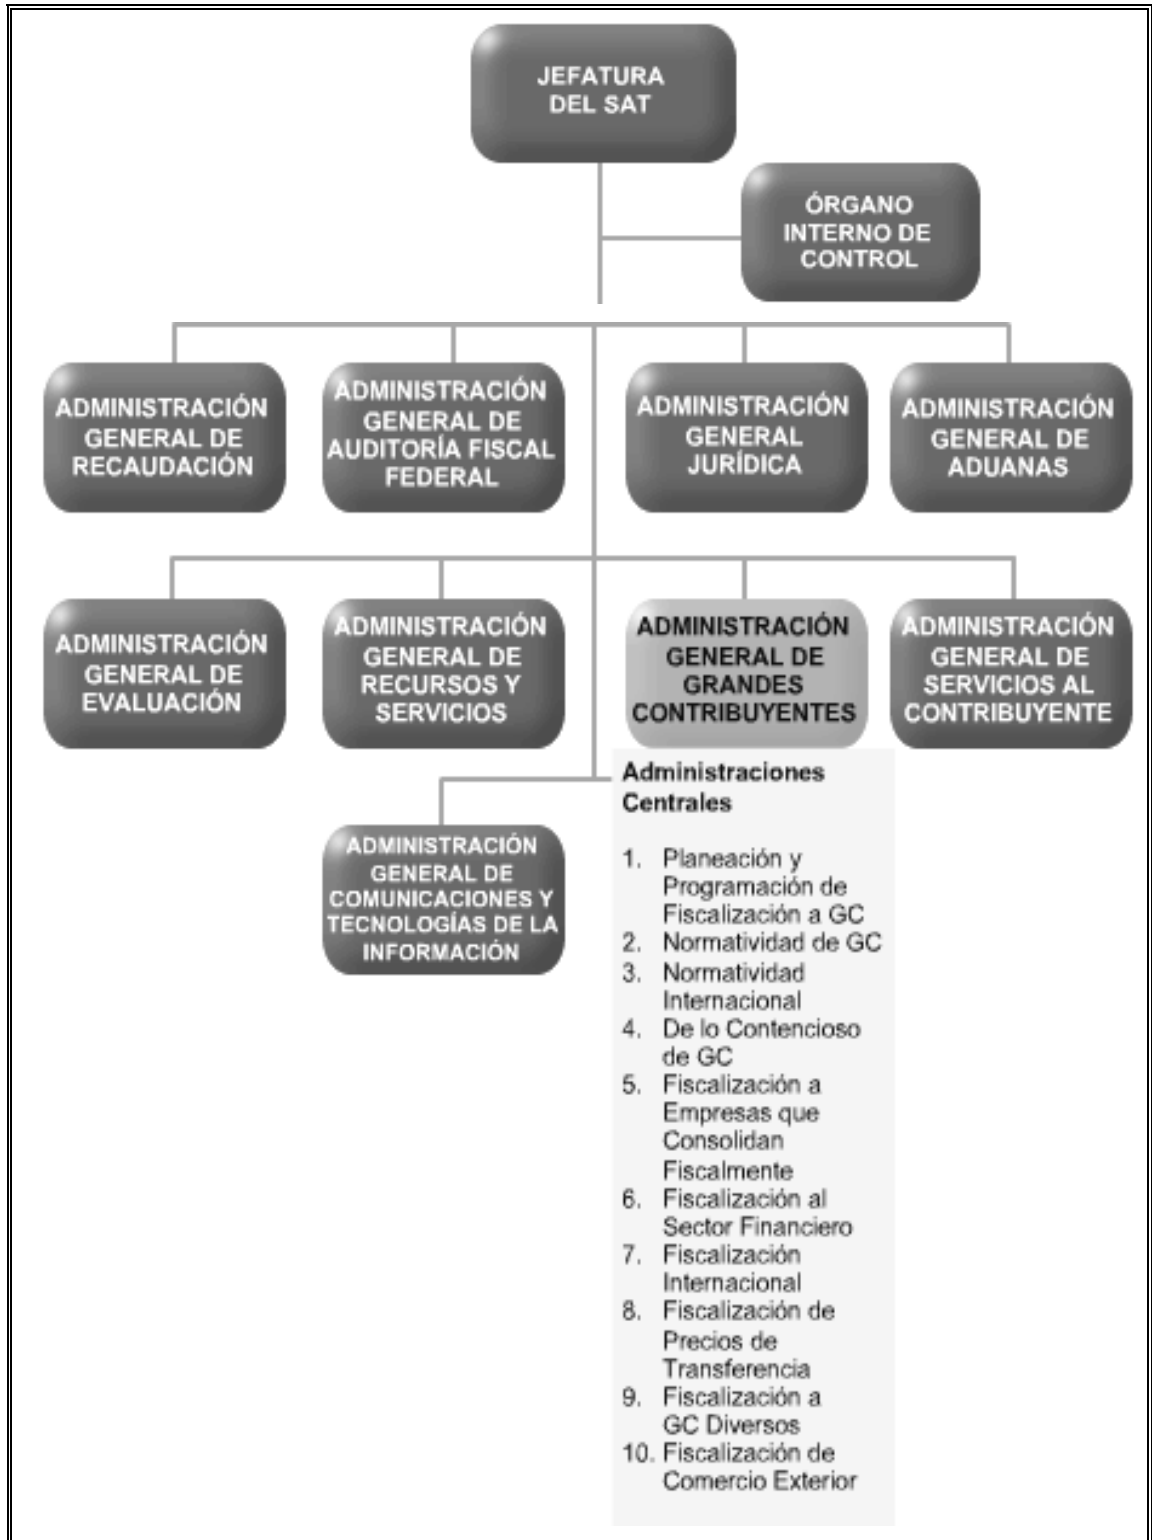 JEFATURA
DEL SAT
ÓRGANO
INTERNO DE
CONTROL
ADMINISTRACIÓN
GENERAL DE
RECAUDACIÓN
ADMINISTRACIÓN
GENERAL DE
AUDITORÍA FISCAL
FEDERAL
ADMINISTRACIÓN
GENERAL
JURÍDICA
ADMINISTRACIÓN
GENERAL DE
ADUANAS
ADMINISTRACIÓN
GENERAL DE
EVALUACIÓN
ADMINISTRACIÓN
GENERAL DE
RECURSOS Y
SERVICIOS
ADMINISTRACIÓN
GENERAL DE
GRANDES
CONTRIBUYENTES
ADMINISTRACIÓN
GENERAL DE
SERVICIOS AL
CONTRIBUYENTE
ADMINISTRACIÓN
GENERAL DE
COMUNICACIONES Y
TECNOLOGÍAS DE LA
INFORMACIÓN
Administraciones
Centrales
1. Planeación y
Programación de
Fiscalización a GC
2. Normatividad de GC
3. Normatividad
Internacional
4. De lo Contencioso
de GC
5. Fiscalización a
Empresas que
Consolidan
Fiscalmente
6. Fiscalización al
Sector Financiero
7. Fiscalización
Internacional
8. Fiscalización de
Precios de
Transferencia
9. Fiscalización a
GC Diversos
10. Fiscalización de
Comercio Exterior